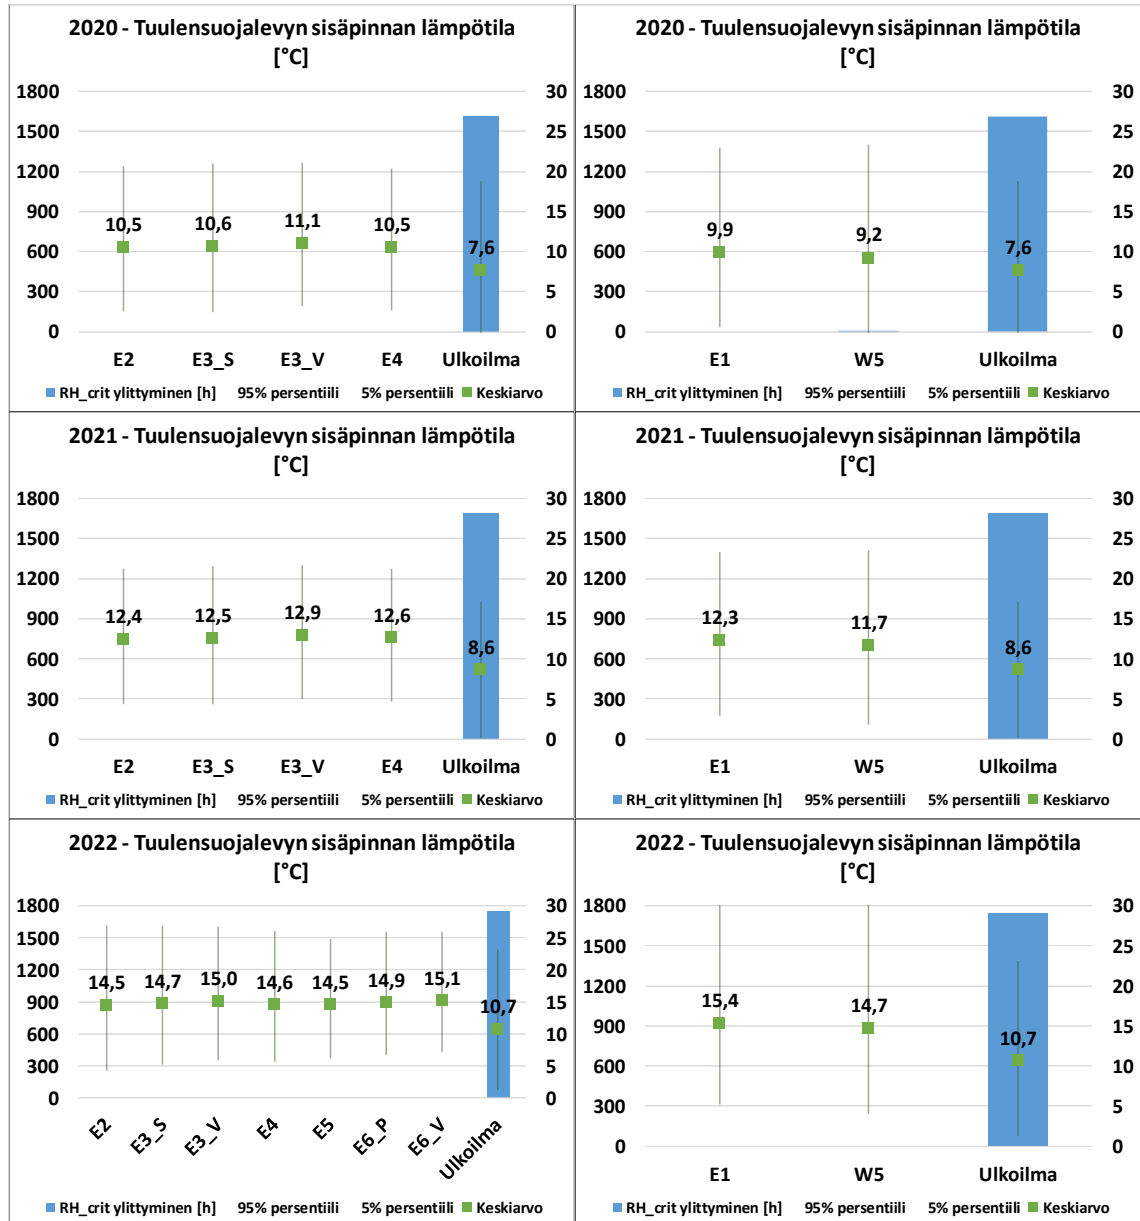 2020 - Tuulensuojalevyn sisäpinnan lämpötila
[°C]
1800 30
1500 25
1200 20
900 15
600 10
300 5
0 0
10,5 10,6 11,1 10,5 7,6
E2 E3_S E3_V E4 Ulkoilma
RH_crit ylittyminen [h] 95% persentiili 5% persentiili Keskiarvo
2020 - Tuulensuojalevyn sisäpinnan lämpötila
[°C]
1800 30
1500 25
1200 20
900 15
600 10
300 5
0 0
9,9 9,2 7,6
E1 W5 Ulkoilma
RH_crit ylittyminen [h] 95% persentiili 5% persentiili Keskiarvo
2021 - Tuulensuojalevyn sisäpinnan lämpötila
[°C]
1800 30
1500 25
1200 20
900 15
600 10
300 5
0 0
12,4 12,5 12,9 12,6 8,6
E2 E3_S E3_V E4 Ulkoilma
RH_crit ylittyminen [h] 95% persentiili 5% persentiili Keskiarvo
2021 - Tuulensuojalevyn sisäpinnan lämpötila
[°C]
1800 30
1500 25
1200 20
900 15
600 10
300 5
0 0
12,3 11,7 8,6
E1 W5 Ulkoilma
RH_crit ylittyminen [h] 95% persentiili 5% persentiili Keskiarvo
2022 - Tuulensuojalevyn sisäpinnan lämpötila
[°C]
1800 30
1500 25
1200 20
900 15
600 10
300 5
0 0
14,5 14,7 15,0 14,6 14,5 14,9 15,1 10,7
E2 E3_S E3_V E4 E5 E6_P E6_V Ulkoilma
RH_crit ylittyminen [h] 95% persentiili 5% persentiili Keskiarvo
2022 - Tuulensuojalevyn sisäpinnan lämpötila
[°C]
1800 30
1500 25
1200 20
900 15
600 10
300 5
0 0
15,4 14,7 10,7
E1 W5 Ulkoilma
RH_crit ylittyminen [h] 95% persentiili 5% persentiili Keskiarvo